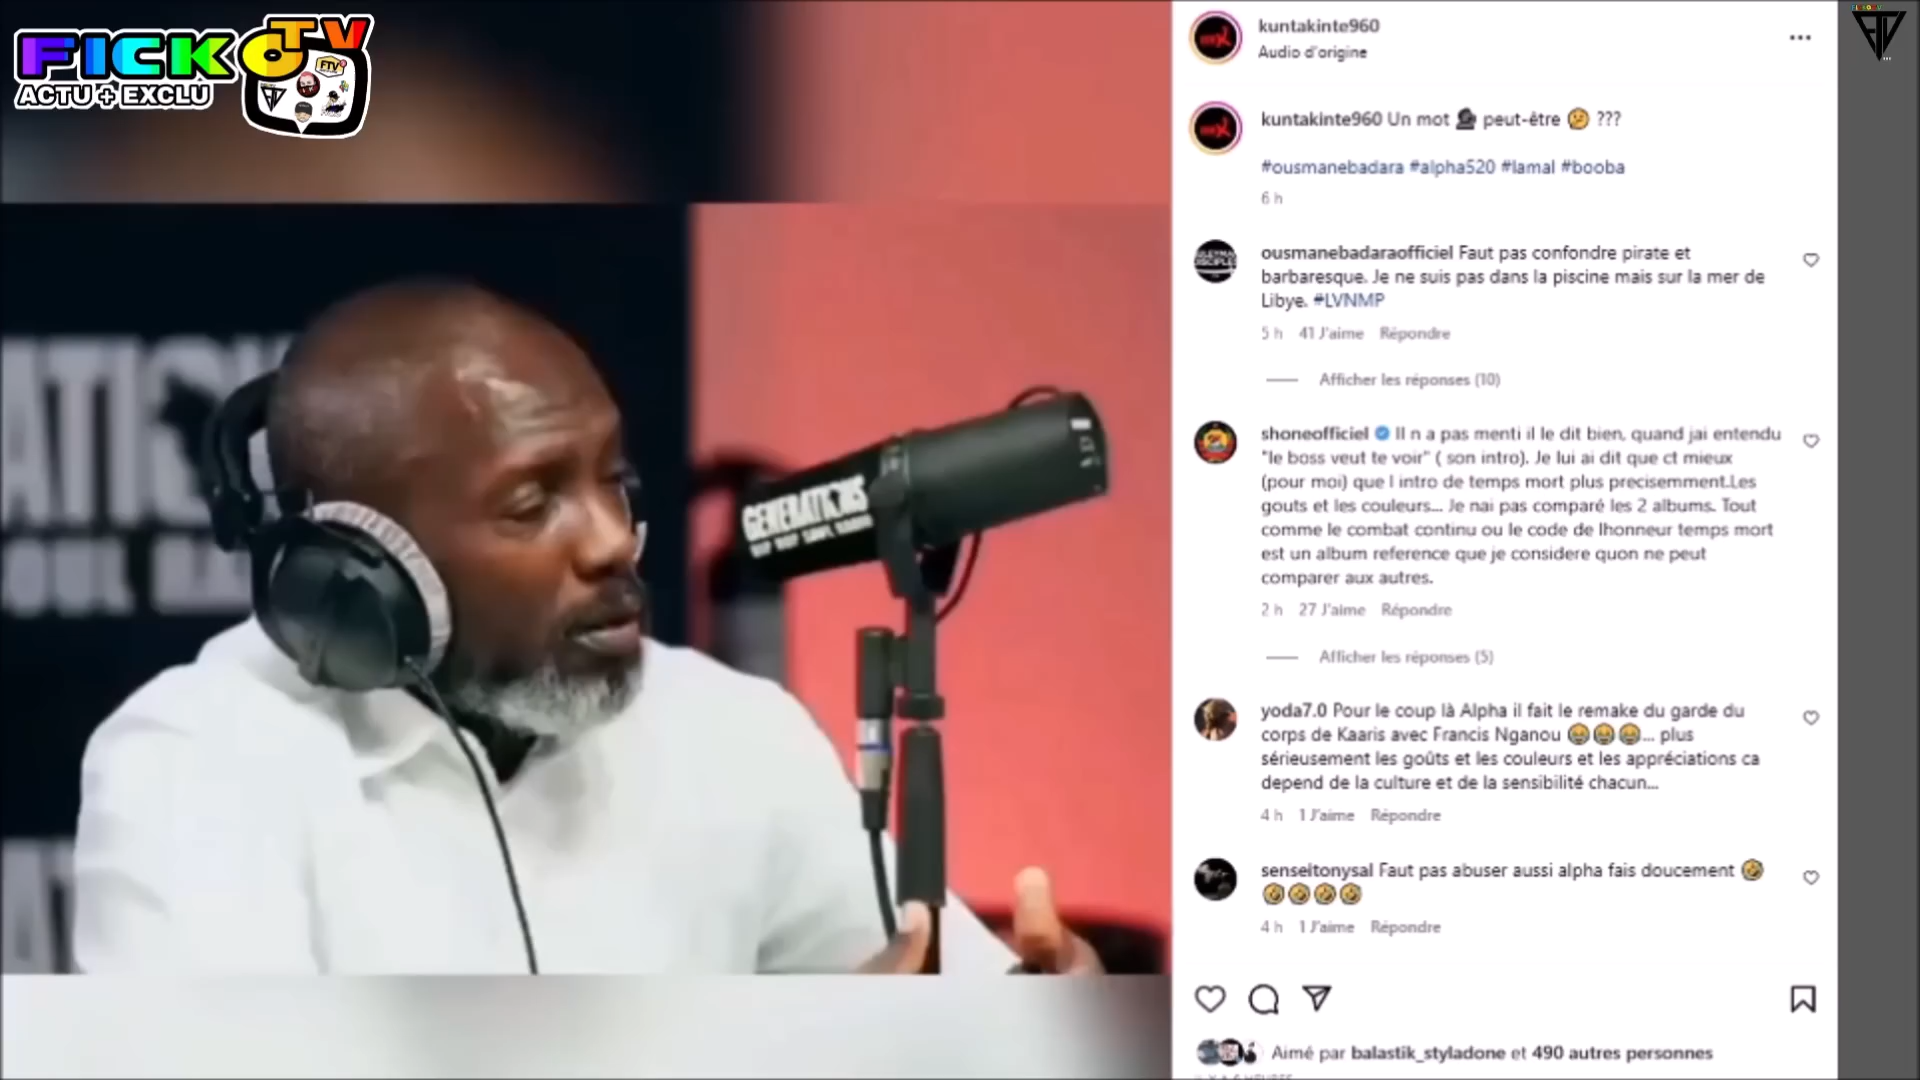 FICKO TV
ACTU + EXCLU
FTV
GENERATIONS
HIP HOP SOUL RADIO
kuntakinte960
Audio d'origine
kuntakinte960 Un mot 🗣 peut-être 🤔 ???
#ousmanebadara #alpha520 #lamal #booba
6 h
ousmanebadaraofficiel Faut pas confondre pirate et
barbaresque. Je ne suis pas dans la piscine mais sur la mer de
Libye. #LVNMP
5 h 41 J'aime Répondre
Afficher les réponses (10)
shoneofficiel Il n a pas menti il le dit bien, quand jai entendu
"le boss veut te voir" ( son intro). Je lui ai dit que ct mieux
(pour moi) que l intro de temps mort plus precisemment.Les
gouts et les couleurs... Je nai pas comparé les 2 albums. Tout
comme le combat continu ou le code de lhonneur temps mort
est un album reference que je considere quon ne peut
comparer aux autres.
2 h 27 J'aime Répondre
Afficher les réponses (5)
yoda7.0 Pour le coup là Alpha il fait le remake du garde du
corps de Kaaris avec Francis Nganou 😂😂😂... plus
sérieusement les goûts et les couleurs et les appréciations ca
depend de la culture et de la sensibilité chacun...
4 h 1 J'aime Répondre
senseitonysal Faut pas abuser aussi alpha fais doucement 🤣
🤣🤣🤣🤣
4 h 1 J'aime Répondre
Aimé par balastik_styladone et 490 autres personnes